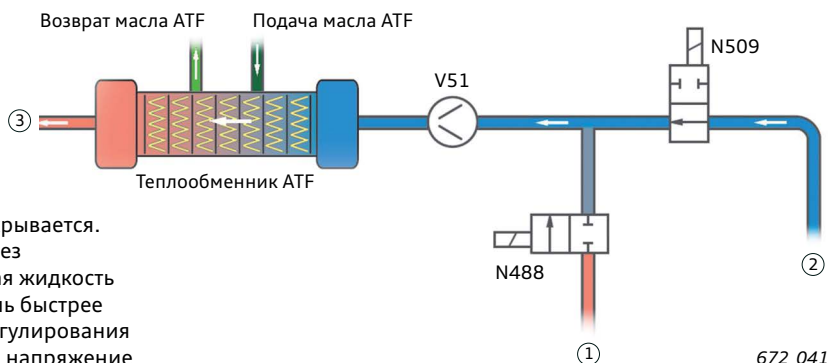 Возврат масла ATF
Подача масла ATF
N509
V51
3
Теплообменник ATF
N488
2
1
672_041
рывается.
ез
я жидкость
ь быстрее
гулирования
напряжение